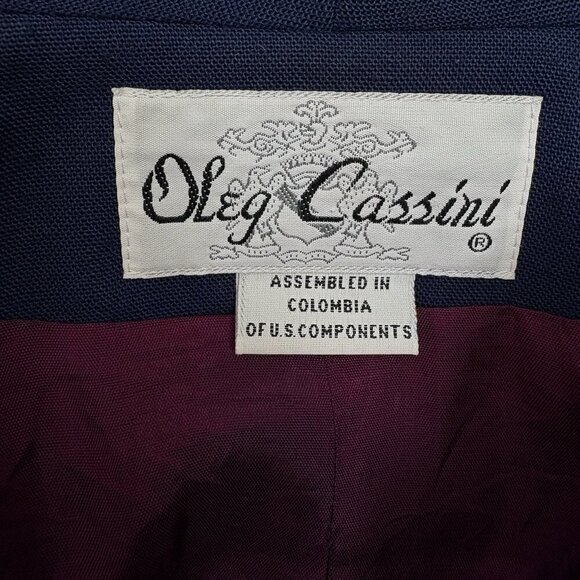 Oleg Cassini
®
ASSEMBLED IN
COLOMBIA
OF U.S. COMPONENTS